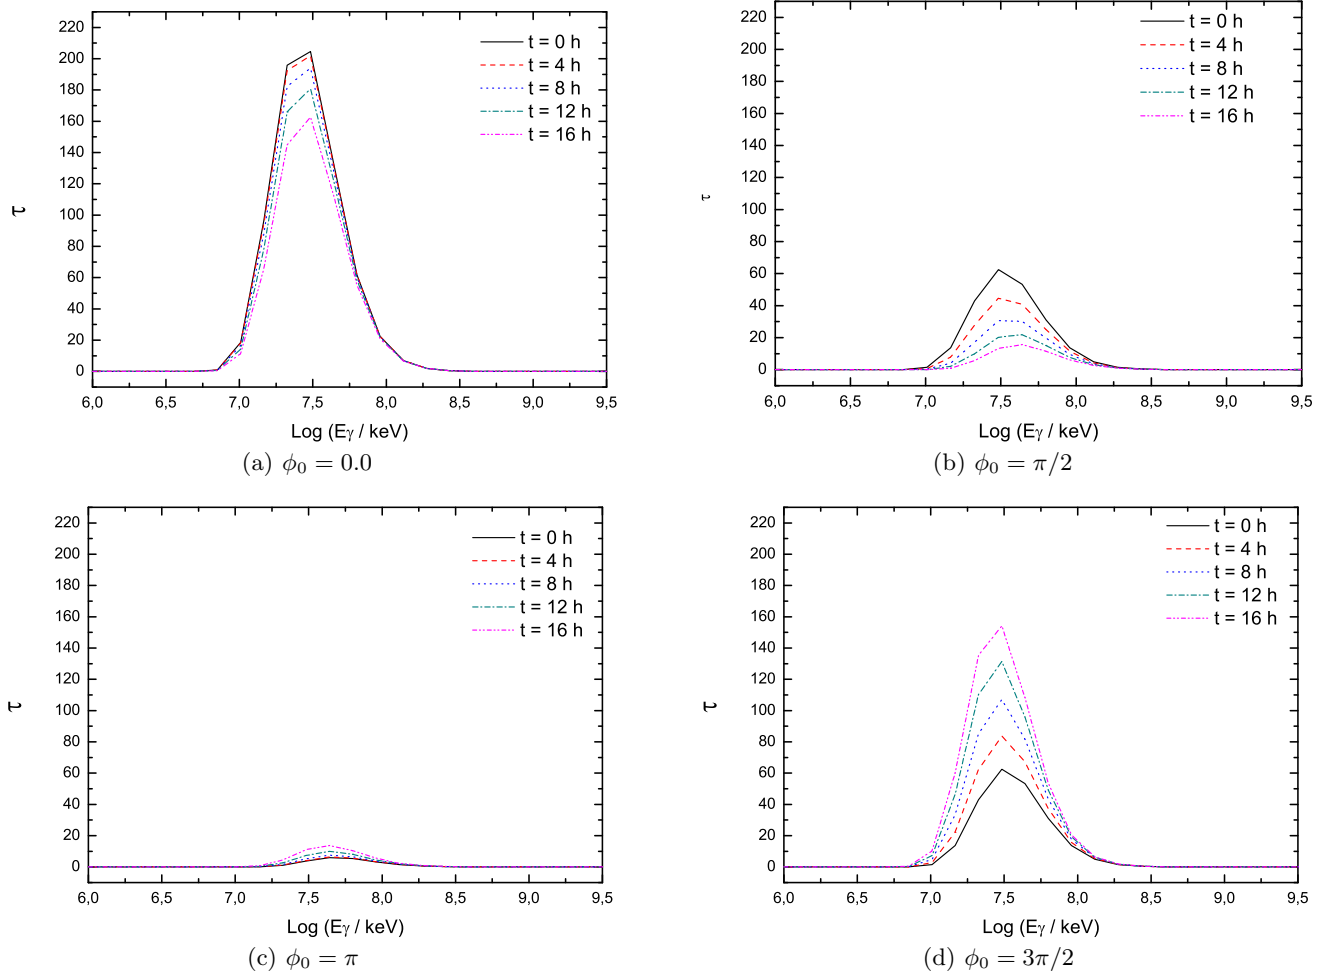 220
200
180
160
140
120
100
80
60
40
20
0
τ
t = 0 h
t = 4 h
t = 8 h
t = 12 h
t = 16 h
6,0 6,5 7,0 7,5 8,0 8,5 9,0 9,5
Log (Eγ / keV)
(a) ϕ₀ = 0.0
220
200
180
160
140
120
100
80
60
40
20
0
τ
t = 0 h
t = 4 h
t = 8 h
t = 12 h
t = 16 h
6,0 6,5 7,0 7,5 8,0 8,5 9,0 9,5
Log (Eγ / keV)
(b) ϕ₀ = π/2
220
200
180
160
140
120
100
80
60
40
20
0
τ
t = 0 h
t = 4 h
t = 8 h
t = 12 h
t = 16 h
6,0 6,5 7,0 7,5 8,0 8,5 9,0 9,5
Log (Eγ / keV)
(c) ϕ₀ = π
220
200
180
160
140
120
100
80
60
40
20
0
τ
t = 0 h
t = 4 h
t = 8 h
t = 12 h
t = 16 h
6,0 6,5 7,0 7,5 8,0 8,5 9,0 9,5
Log (Eγ / keV)
(d) ϕ₀ = 3π/2